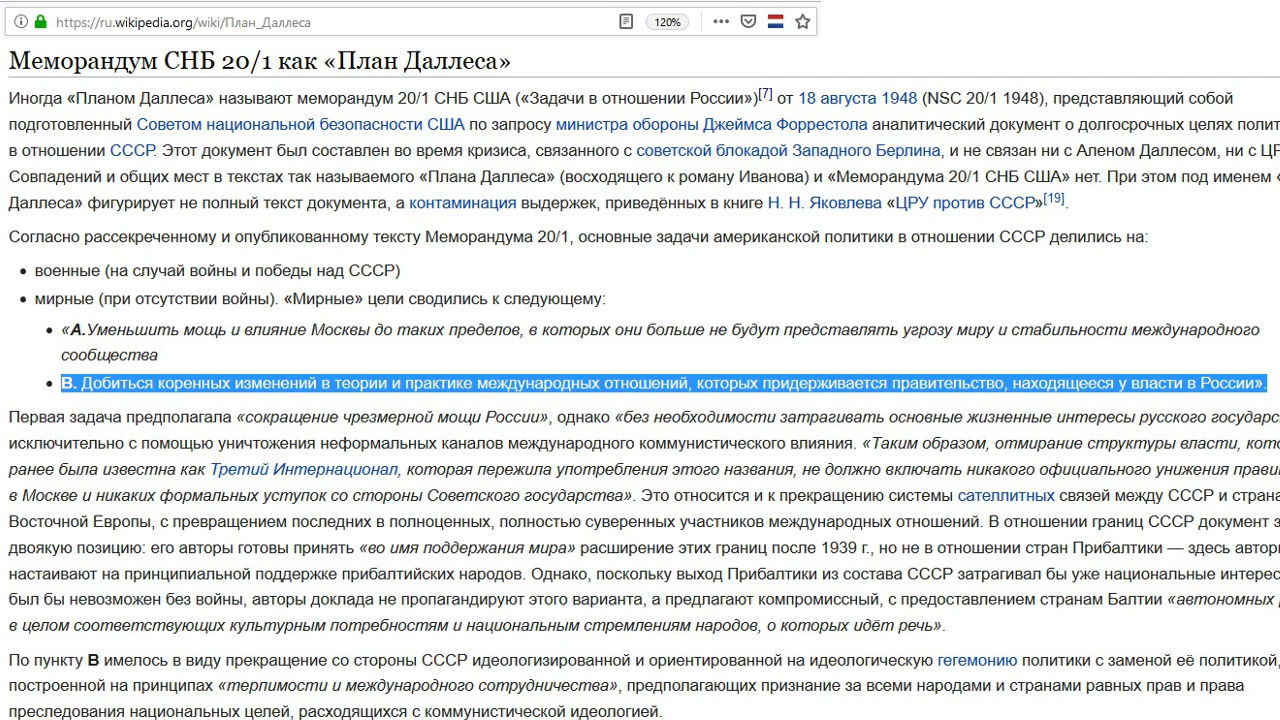 https://ru.wikipedia.org/wiki/План_Даллеса
120%
Меморандум СНБ 20/1 как «План Даллеса»
Иногда «Планом Даллеса» называют меморандум 20/1 СНБ США («Задачи в отношении России»)[7] от 18 августа 1948 (NSC 20/1 1948), представляющий собой
подготовленный Советом национальной безопасности США по запросу министра обороны Джеймса Форрестола аналитический документ о долгосрочных целях
в отношении СССР. Этот документ был составлен во время кризиса, связанного с советской блокадой Западного Берлина, и не связан ни с Аленом Даллесом, ни с
Совпадений и общих мест в текстах так называемого «Плана Даллеса» (восходящего к роману Иванова) и «Меморандума 20/1 СНБ США» нет. При этом под именем «
Даллеса» фигурирует не полный текст документа, а контаминация выдержек, приведённых в книге Н. Н. Яковлева «ЦРУ против СССР»[19].
Согласно рассекреченному и опубликованному тексту Меморандума 20/1, основные задачи американской политики в отношении СССР делились на:
• военные (на случай войны и победы над СССР)
• мирные (при отсутствии войны). «Мирные» цели сводились к следующему:
• «А.Уменьшить мощь и влияние Москвы до таких пределов, в которых они больше не будут представлять угрозу миру и стабильности международного
сообщества
• В. Добиться коренных изменений в теории и практике международных отношений, которых придерживается правительство, находящееся у власти в России».
Первая задача предполагала «сокращение чрезмерной мощи России», однако «без необходимости затрагивать основные жизненные интересы русского
исключительно с помощью уничтожения неформальных каналов международного коммунистического влияния. «Таким образом, отмирание структуры власти,
ранее была известна как Третий Интернационал, которая пережила употребления этого названия, не должно включать никакого официального унижения
в Москве и никаких формальных уступок со стороны Советского государства». Это относится и к прекращению системы сателлитных связей между СССР и
Восточной Европы, с превращением последних в полноценных, полностью суверенных участников международных отношений. В отношении границ СССР документ
двоякую позицию: его авторы готовы принять «во имя поддержания мира» расширение этих границ после 1939 г., но не в отношении стран Прибалтики — здесь
настаивают на принципиальной поддержке прибалтийских народов. Однако, поскольку выход Прибалтики из состава СССР затрагивал бы уже национальные
был бы невозможен без войны, авторы доклада не пропагандируют этого варианта, а предлагают компромиссный, с предоставлением странам Балтии «автономных
в целом соответствующих культурным потребностям и национальным стремлениям народов, о которых идёт речь».
По пункту В имелось в виду прекращение со стороны СССР идеологизированной и ориентированной на идеологическую гегемонию политики с заменой её политикой,
построенной на принципах «терпимости и международного сотрудничества», предполагающих признание за всеми народами и странами равных прав и права
преследования национальных целей, расходящихся с коммунистической идеологией.